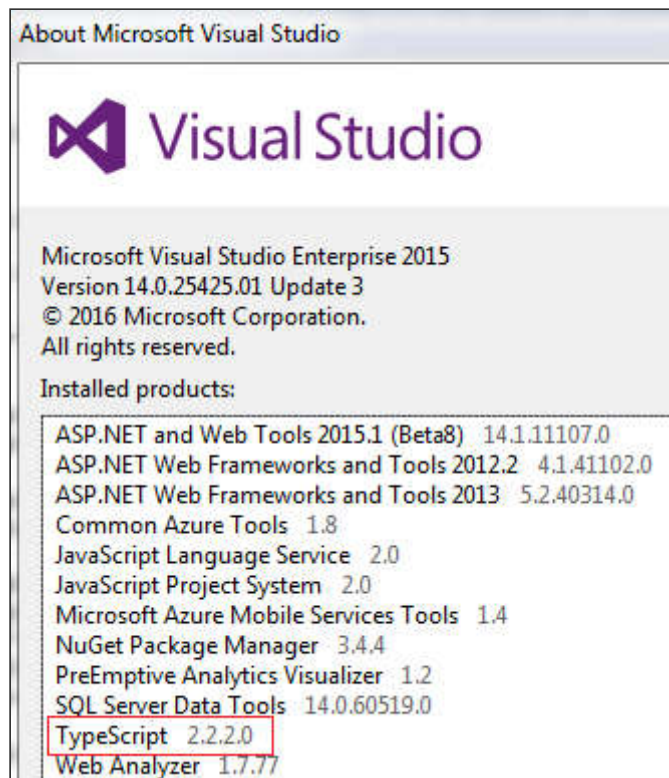 About Microsoft Visual Studio
Visual Studio
Microsoft Visual Studio Enterprise 2015
Version 14.0.25425.01 Update 3
© 2016 Microsoft Corporation.
All rights reserved.
Installed products:
ASP.NET and Web Tools 2015.1 (Beta8) 14.1.11107.0
ASP.NET Web Frameworks and Tools 2012.2 4.1.41102.0
ASP.NET Web Frameworks and Tools 2013 5.2.40314.0
Common Azure Tools 1.8
JavaScript Language Service 2.0
JavaScript Project System 2.0
Microsoft Azure Mobile Services Tools 1.4
NuGet Package Manager 3.4.4
PreEmptive Analytics Visualizer 1.2
SQL Server Data Tools 14.0.60519.0
TypeScript 2.2.2.0
Web Analyzer 1.7.77